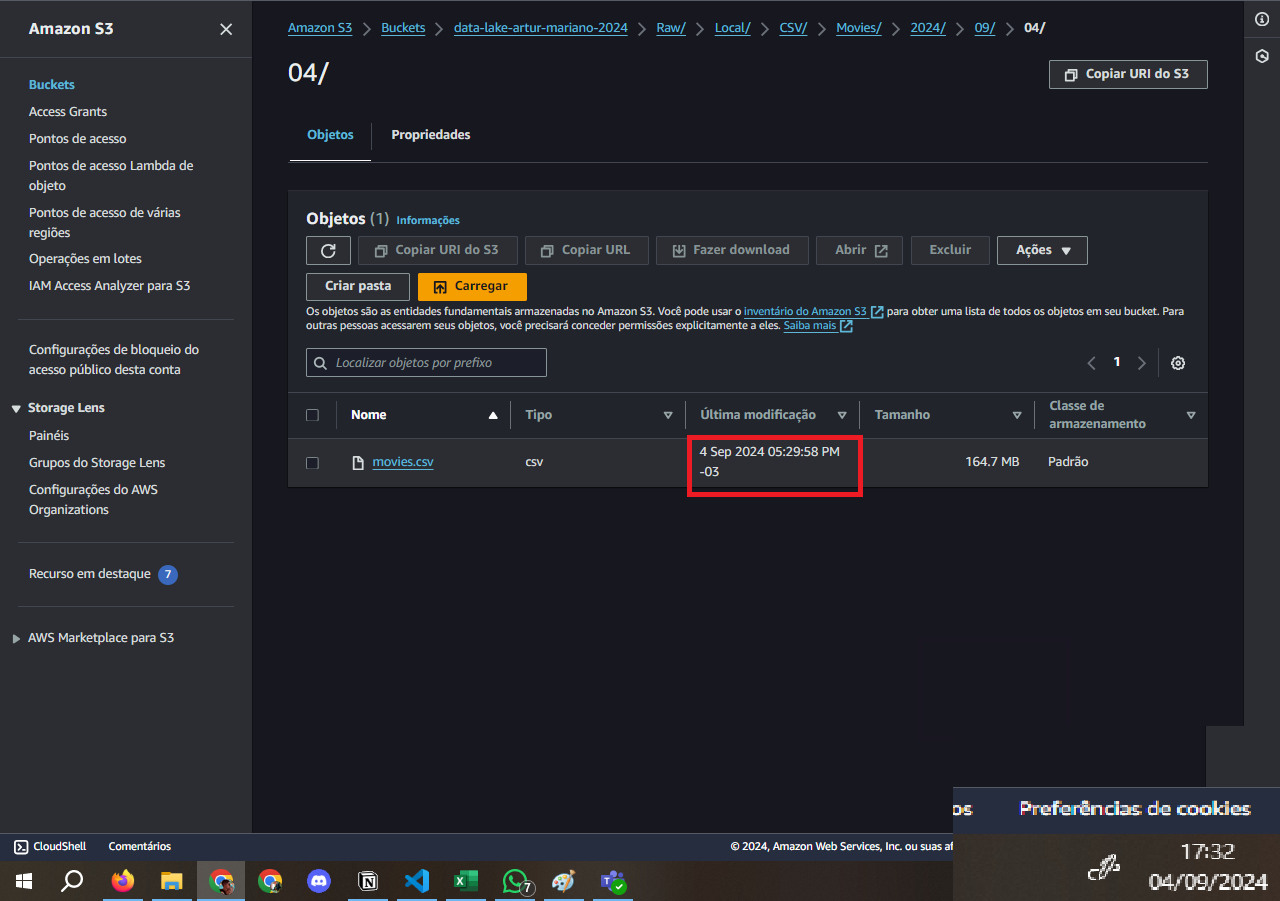 Amazon S3
Buckets
Access Grants
Pontos de acesso
Pontos de acesso Lambda de
objeto
Pontos de acesso de várias
regiões
Operações em lotes
IAM Access Analyzer para S3
Configurações de bloqueio do
acesso público desta conta
Storage Lens
Painéis
Grupos do Storage Lens
Configurações do AWS
Organizations
Recurso em destaque 7
AWS Marketplace para S3
Amazon S3 Buckets data-lake-artur-mariano-2024 Raw/ Local/ CSV/ Movies/ 2024/ 09/ 04/
04/
Copiar URI do S3
Objetos Propriedades
Objetos (1) Informações
Copiar URI do S3 Copiar URL Fazer download Abrir Excluir Ações
Criar pasta Carregar
Os objetos são as entidades fundamentais armazenadas no Amazon S3. Você pode usar o inventário do Amazon S3 para obter uma lista de todos os objetos em seu bucket. Para
outras pessoas acessarem seus objetos, você precisará conceder permissões explicitamente a eles. Saiba mais
Localizar objetos por prefixo
1
Nome Tipo Última modificação Tamanho Classe de
armazenamento
movies.csv csv 4 Sep 2024 05:29:58 PM
-03 164.7 MB Padrão
os Preferências de cookies
CloudShell Comentários © 2024, Amazon Web Services, Inc. ou suas af
17:32
04/09/2024
7